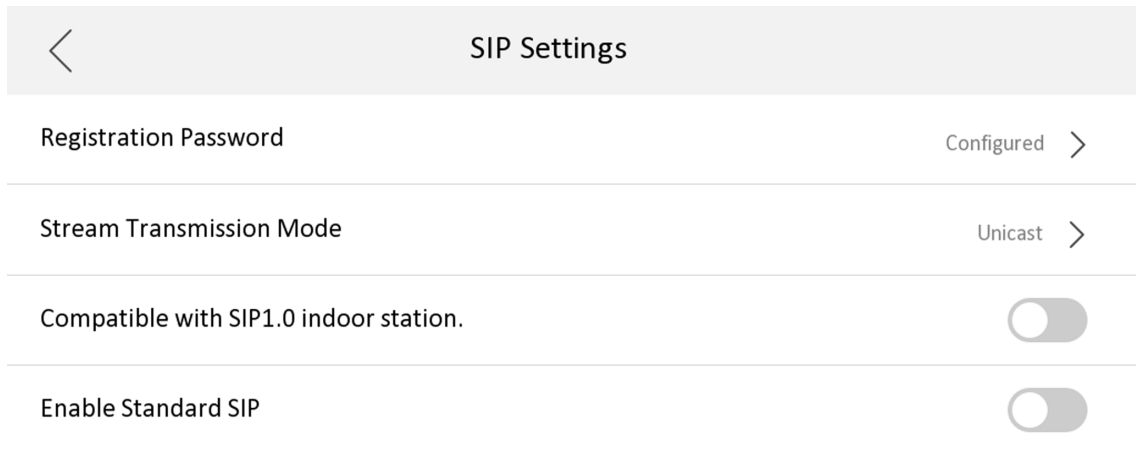 SIP Settings
Registration Password
Configured
Stream Transmission Mode
Unicast
Compatible with SIP1.0 indoor station.
Enable Standard SIP